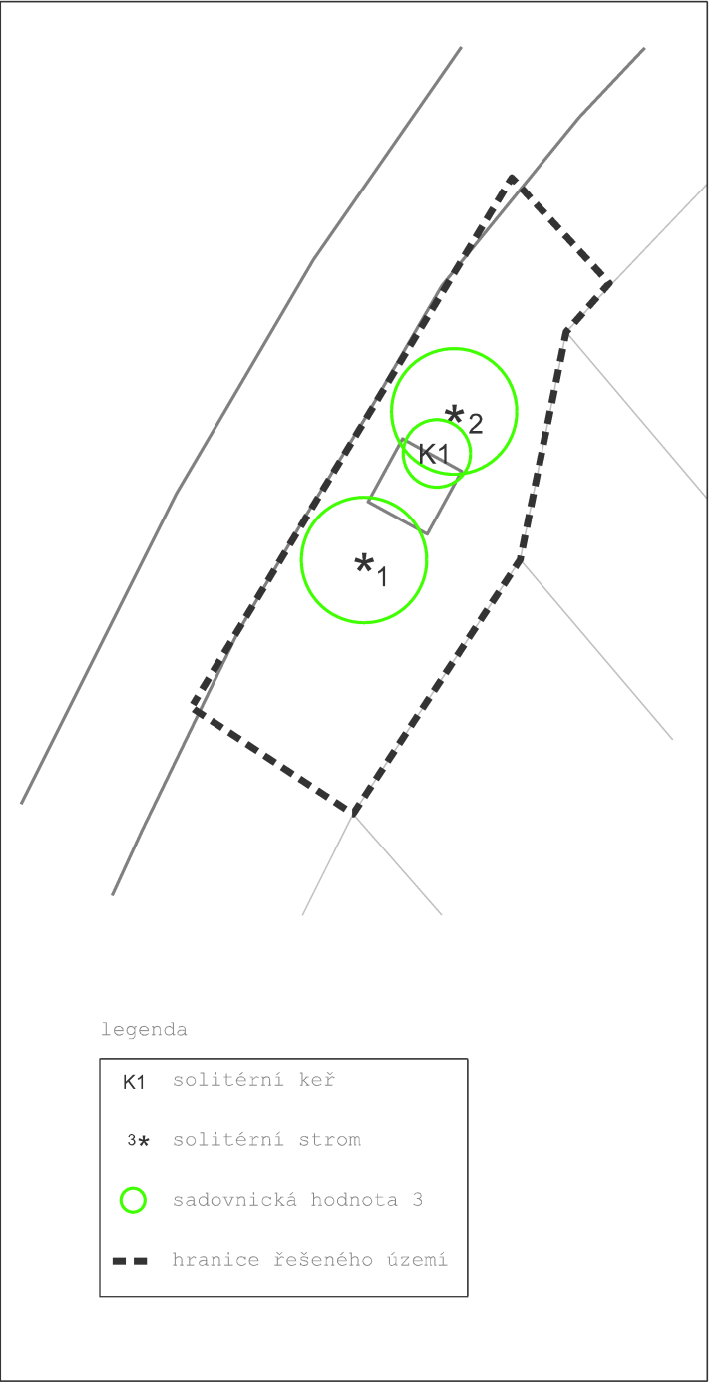 *2
K1
*1
legenda
K1 solitérní keř
3* solitérní strom
sadovnická hodnota 3
hranice řešeného území